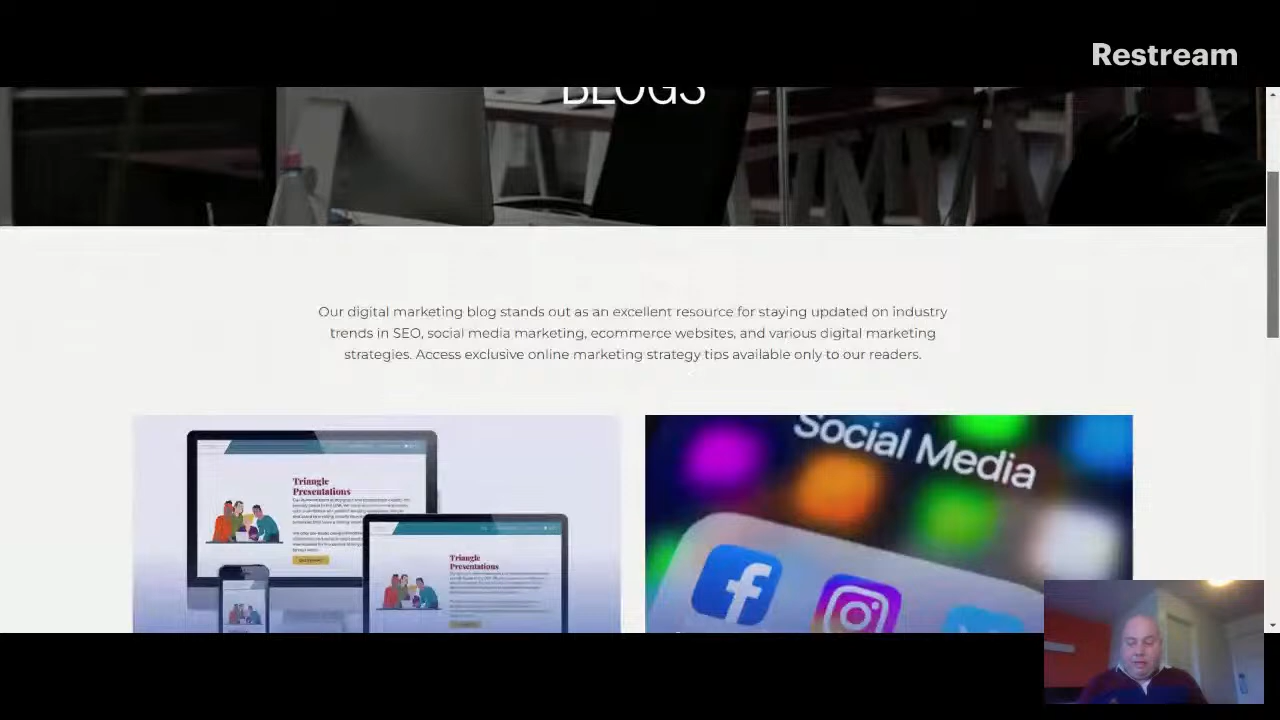 Restream
BLOGS
Our digital marketing blog stands out as an excellent resource for staying updated on industry
trends in SEO, social media marketing, ecommerce websites, and various digital marketing
strategies. Access exclusive online marketing strategy tips available only to our readers.
Triangle
Presentations
Triangle
Presentations
Social Media